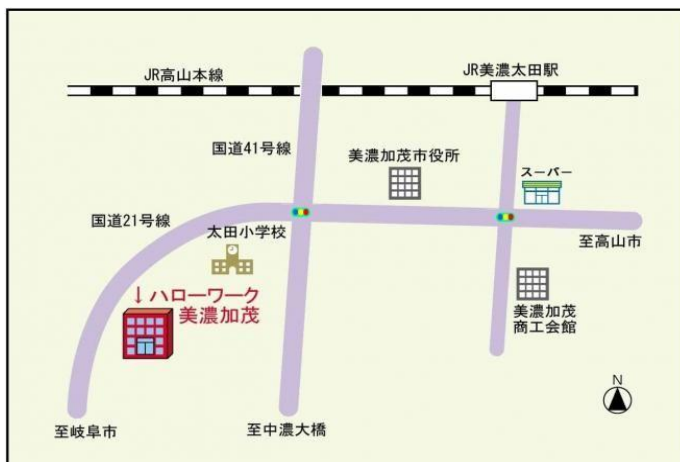 JR高山本線
JR美濃太田駅
国道41号線
美濃加茂市役所
スーパー
国道21号線
太田小学校
至高山市
↓ハローワーク
美濃加茂
美濃加茂
商工会館
N
至岐阜市
至中濃大橋